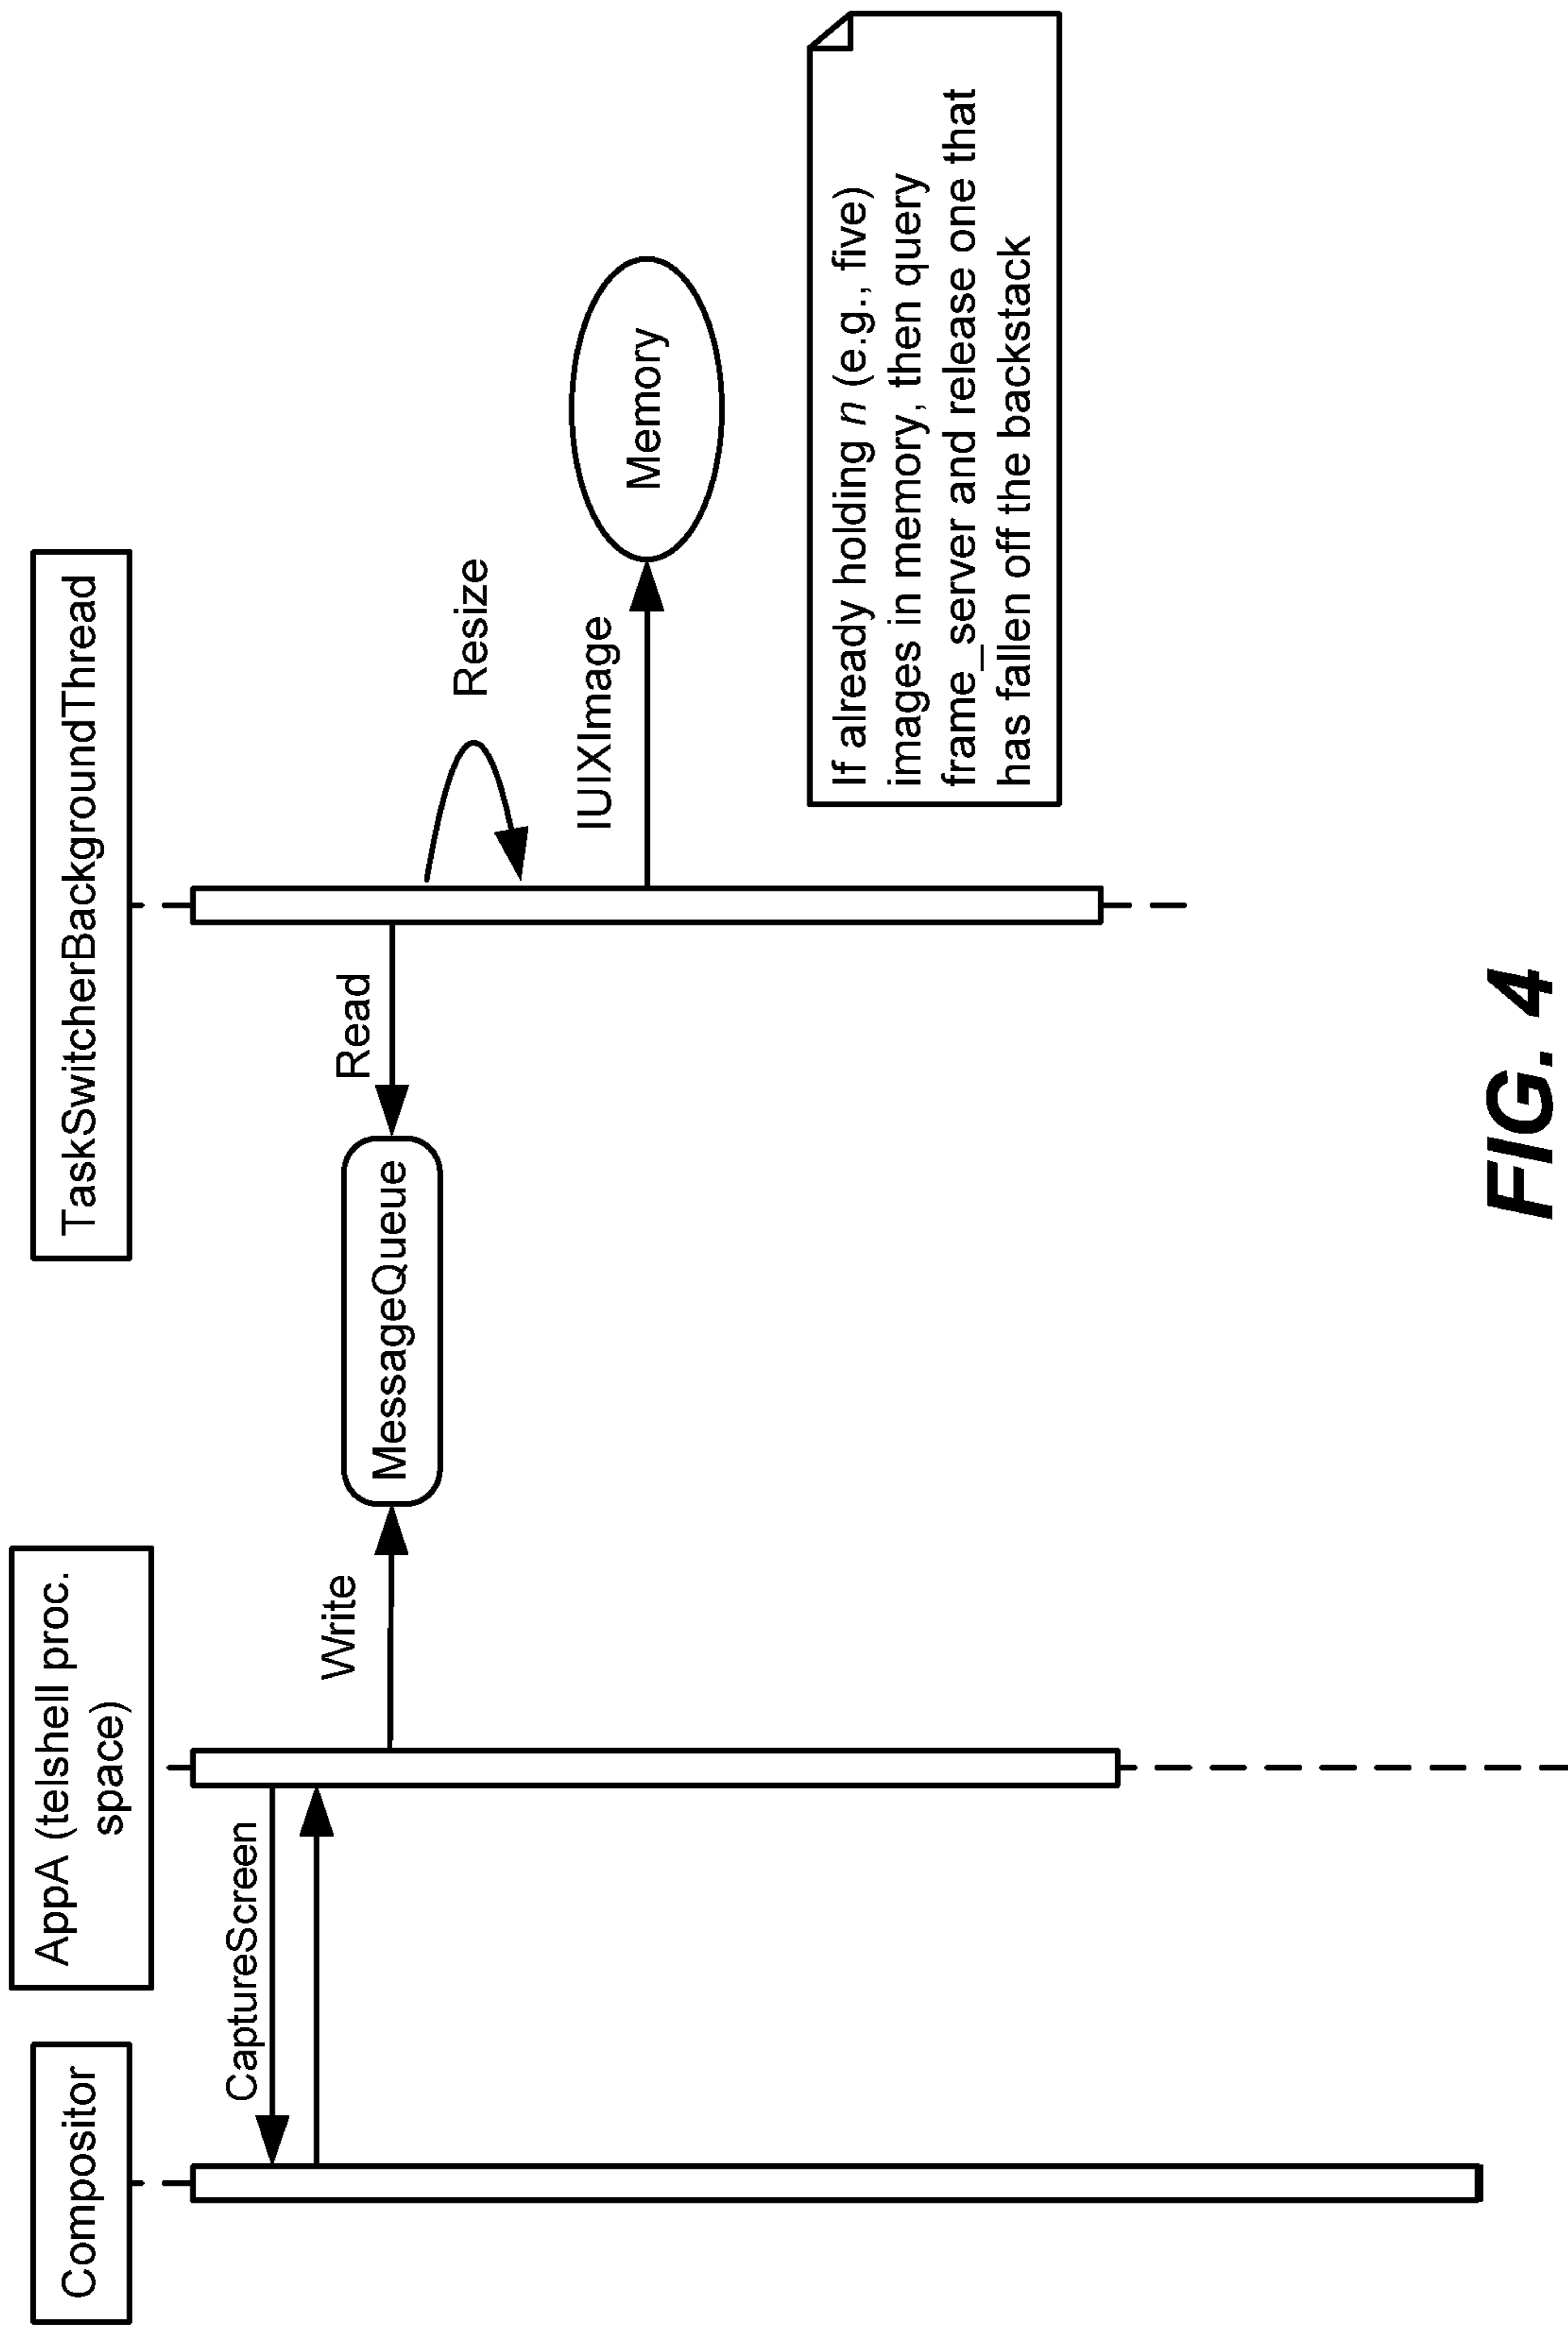 Compositor
AppA (telshell proc.
space)
TaskSwitcherBackgroundThread
CaptureScreen
Write
MessageQueue
Read
Resize
IUIXImage
Memory
If already holding n (e.g., five)
images in memory, then query
frame_server and release one that
has fallen off the backstack
FIG. 4